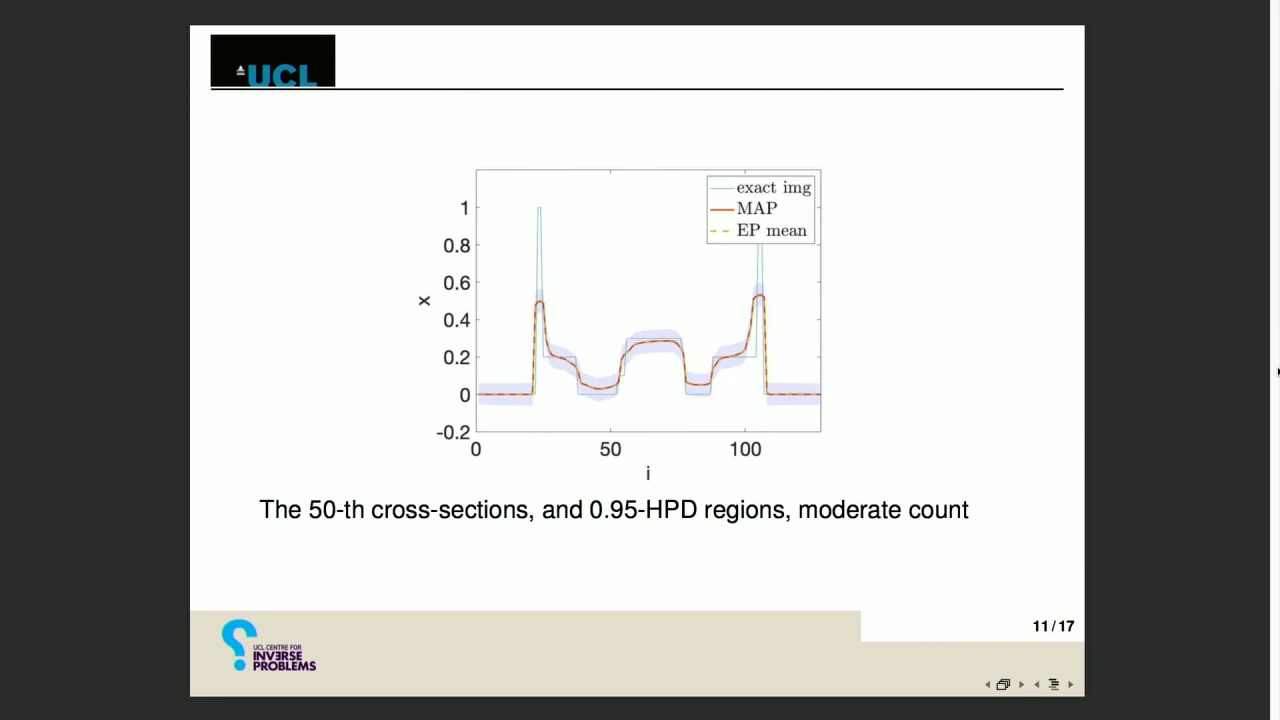 UCL
exact img
MAP
EP mean
1
0.8
0.6
0.4
0.2
0
-0.2
x
0
50
100
i
The 50-th cross-sections, and 0.95-HPD regions, moderate count
UCL CENTRE FOR
INVERSE
PROBLEMS
11 / 17